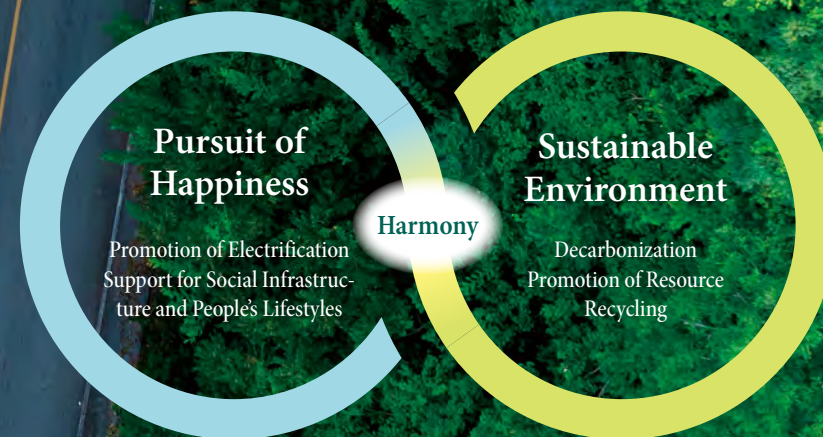 Pursuit of
Happiness
Promotion of Electrification
Support for Social Infrastruc-
ture and People's Lifestyles
Harmony
Sustainable
Environment
Decarbonization
Promotion of Resource
Recycling